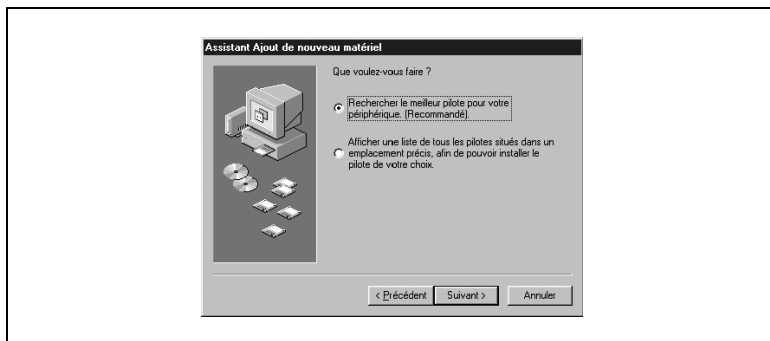 Assistant Ajout de nouveau matériel
Que voulez-vous faire ?
Rechercher le meilleur pilote pour votre
périphérique. (Recommandé).
Afficher une liste de tous les pilotes situés dans un
emplacement précis, afin de pouvoir installer le
pilote de votre choix.
< Précédent
Suivant >
Annuler